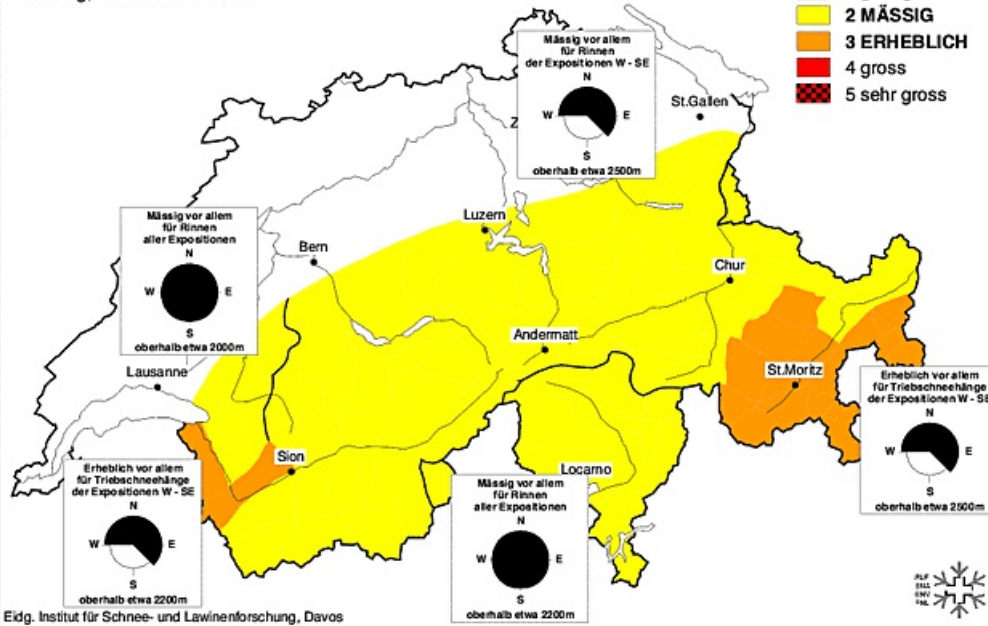 2 MÄSSIG
3 ERHEBLICH
4 gross
5 sehr gross
Mässig vor allem
für Rinnen
der Expositionen W - SE
N
W E
S
oberhalb etwa 2500m
St.Gallen
Mässig vor allem
für Rinnen
aller Expositionen
N
W E
S
oberhalb etwa 2000m
Luzern
Bern
Chur
Andermatt
Lausanne
St.Moritz
Erheblich vor allem
für Triebschneehänge
der Expositionen W - SE
N
W E
S
oberhalb etwa 2500m
Sion
Locarno
Erheblich vor allem
für Triebschneehänge
der Expositionen W - SE
N
W E
S
oberhalb etwa 2200m
Mässig vor allem
für Rinnen
aller Expositionen
N
W E
S
oberhalb etwa 2200m
Eidg. Institut für Schnee- und Lawinenforschung, Davos